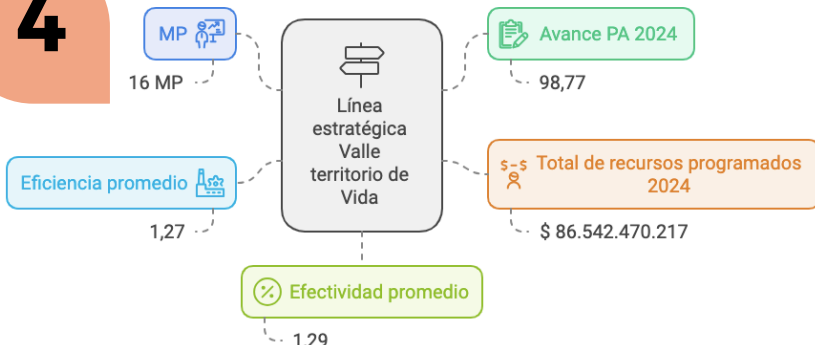 4
MP
16 MP
Eficiencia promedio
1,27
Línea
estratégica
Valle
territorio de
Vida
Avance PA 2024
98,77
$-$
Total de recursos programados
2024
$ 86.542.470.217
Efectividad promedio
1,29